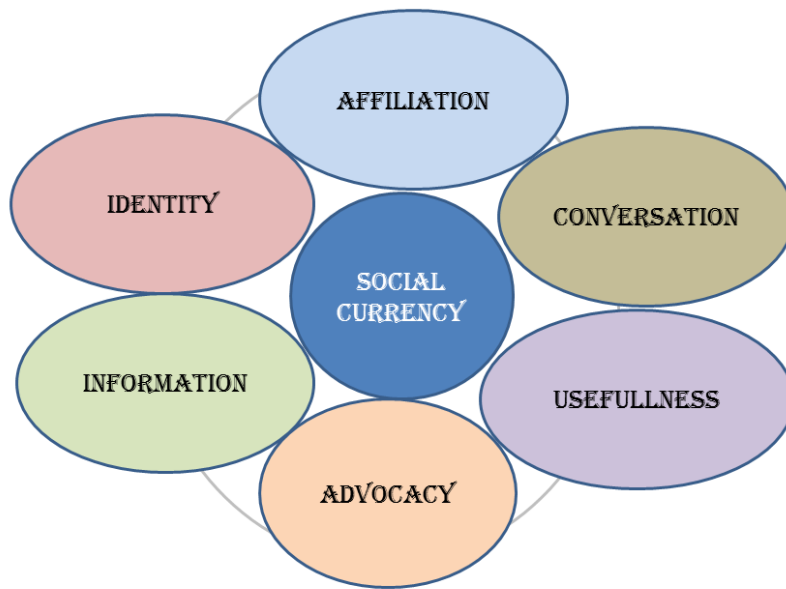 AFFILIATION
IDENTITY
CONVERSATION
SOCIAL
CURRENCY
INFORMATION
USEFULLNESS
ADVOCACY